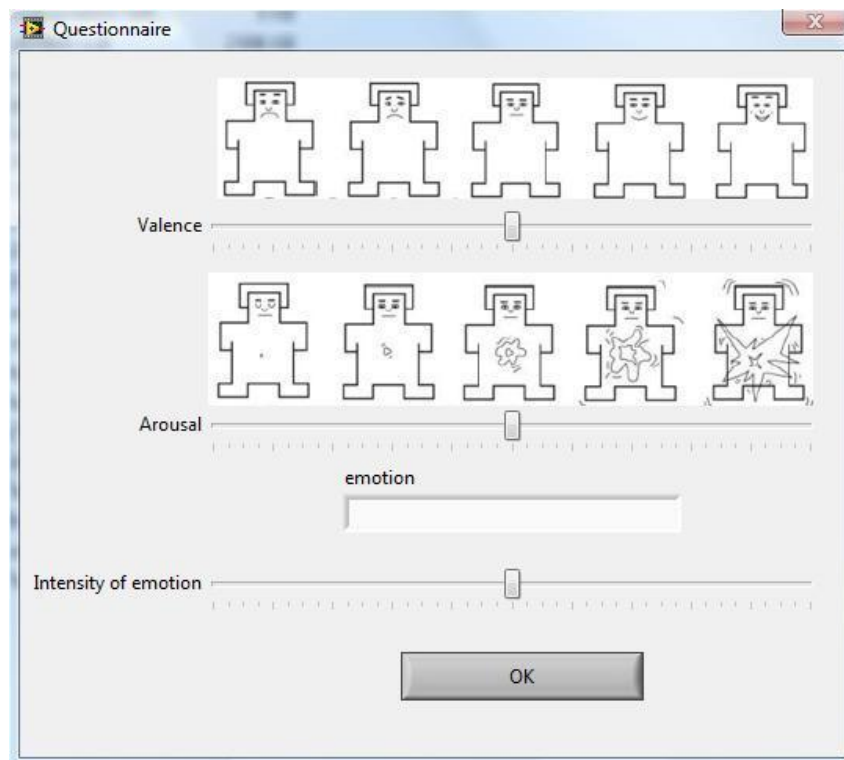 Questionnaire
Valence
Arousal
emotion
Intensity of emotion
OK